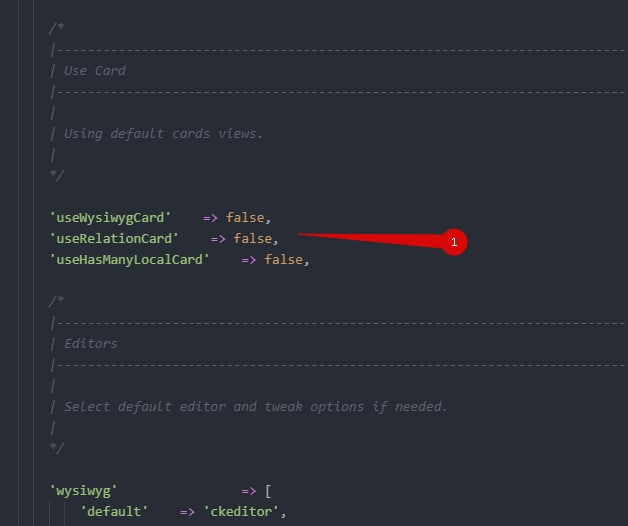 /*
|--------------------------------------------------------------------------
| Use Card
|--------------------------------------------------------------------------
|
| Using default cards views.
|
*/
'useWysiwygCard'    => false,
'useRelationCard'    => false,
1
'useHasManyLocalCard'    => false,
/*
|--------------------------------------------------------------------------
| Editors
|--------------------------------------------------------------------------
|
| Select default editor and tweak options if needed.
|
*/
'wysiwyg'                => [
    'default'    => 'ckeditor',